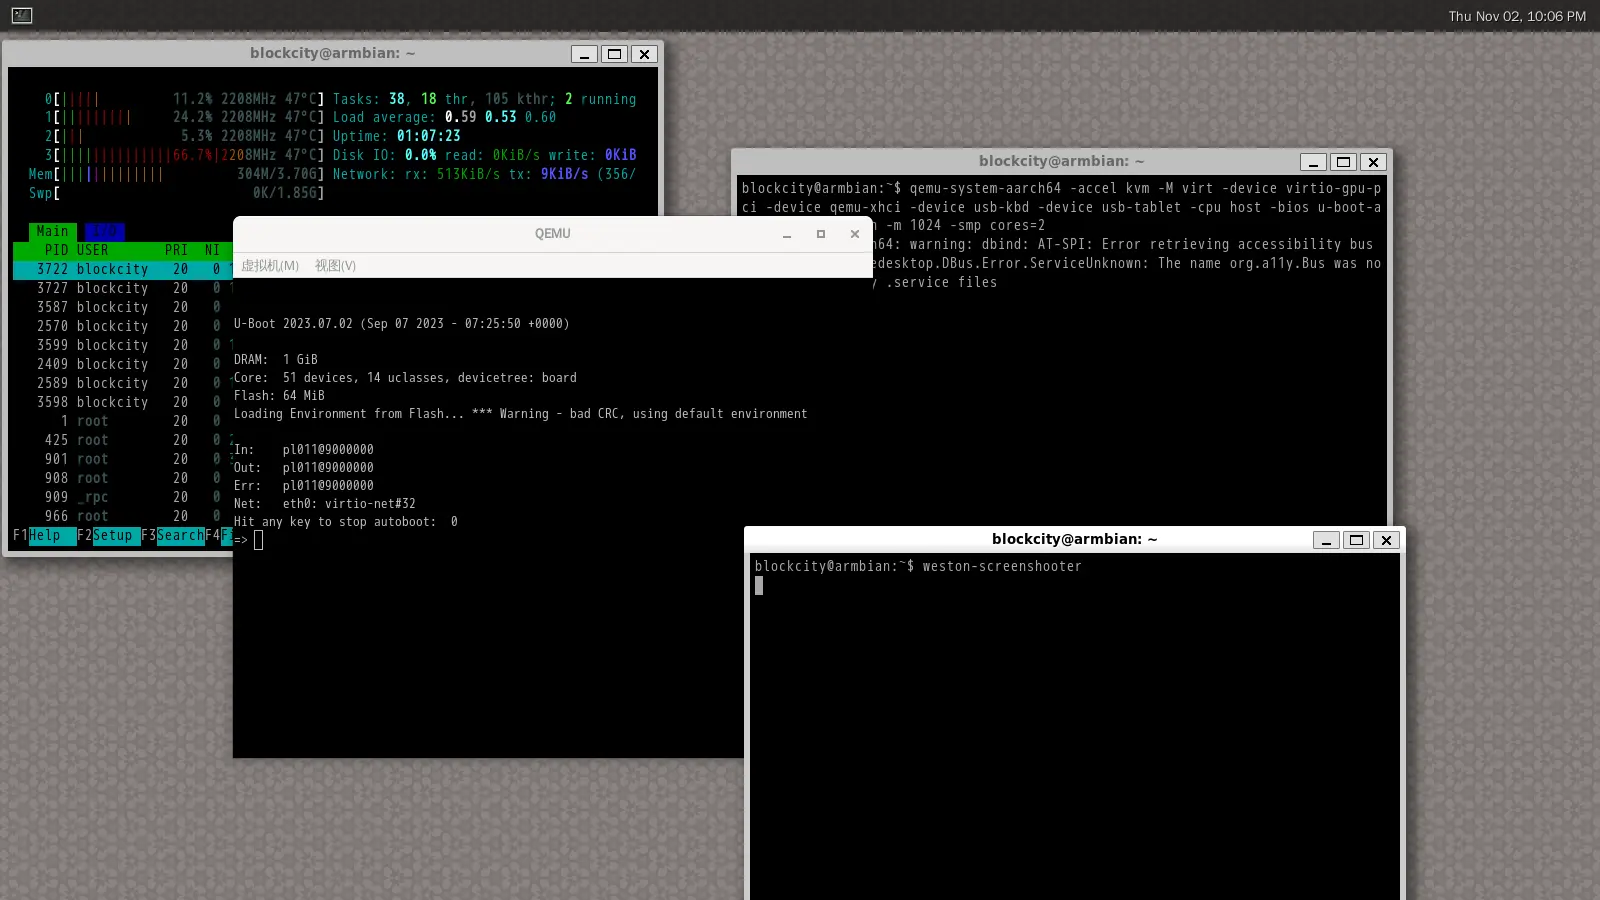 Thu Nov 02, 10:06 PM
blockcity@armbian: ~
0[|||| 11.2% 2208MHz 47°C] Tasks: 38, 18 thr, 105 kthr; 2 running
1[||||||||| 24.2% 2208MHz 47°C] Load average: 0.59 0.53 0.60
2[||| 5.3% 2208MHz 47°C] Uptime: 01:07:23
3[||||||||||||||66.7%|2208MHz 47°C] Disk IO: 0.0% read: 0KiB/s write: 0KiB
Mem[||||||||||||| 304M/3.70G] Network: rx: 513KiB/s tx: 9KiB/s (356/
Swp[ 0K/1.85G]
Main I/O
PID USER PRI NI
3722 blockcity 20 0
3727 blockcity 20 0
3587 blockcity 20 0
2570 blockcity 20 0
3599 blockcity 20 0
2409 blockcity 20 0
2589 blockcity 20 0
3598 blockcity 20 0
1 root 20 0
425 root 20 0
901 root 20 0
908 root 20 0
909 _rpc 20 0
966 root 20 0
F1Help F2Setup F3SearchF4
blockcity@armbian: ~
blockcity@armbian:~$ qemu-system-aarch64 -accel kvm -M virt -device virtio-gpu-p
ci -device qemu-xhci -device usb-kbd -device usb-tablet -cpu host -bios u-boot-a
-m 1024 -smp cores=2
64: warning: dbind: AT-SPI: Error retrieving accessibility bus
edesktop.DBus.Error.ServiceUnknown: The name org.a11y.Bus was no
.service files
QEMU
虚拟机(M) 视图(V)
U-Boot 2023.07.02 (Sep 07 2023 - 07:25:50 +0000)
DRAM: 1 GiB
Core: 51 devices, 14 uclasses, devicetree: board
Flash: 64 MiB
Loading Environment from Flash... *** Warning - bad CRC, using default environment
In: pl011@9000000
Out: pl011@9000000
Err: pl011@9000000
Net: eth0: virtio-net#32
Hit any key to stop autoboot: 0
=>
blockcity@armbian: ~
blockcity@armbian:~$ weston-screenshooter